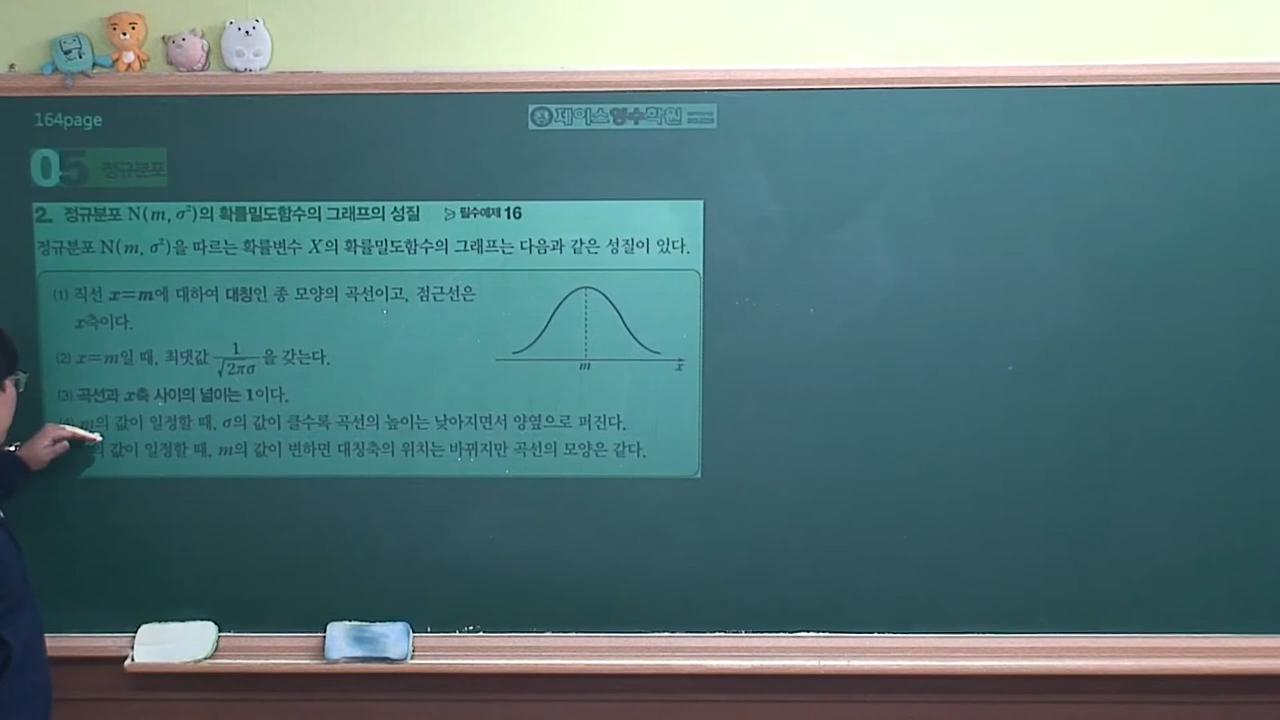 164page
제이스영수학원
05 정규분포
2. 정규분포 N(m, σ²)의 확률밀도함수의 그래프의 성질 ▷ 필수예제 16
정규분포 N(m, σ²)을 따르는 확률변수 X의 확률밀도함수의 그래프는 다음과 같은 성질이 있다.
(1) 직선 x=m에 대하여 대칭인 종 모양의 곡선이고, 점근선은
x축이다.
(2) x=m일 때, 최댓값 1/√2πσ 을 갖는다.
(3) 곡선과 x축 사이의 넓이는 1이다.
(4) m의 값이 일정할 때, σ의 값이 클수록 곡선의 높이는 낮아지면서 양옆으로 퍼진다.
의 값이 일정할 때, m의 값이 변하면 대칭축의 위치는 바뀌지만 곡선의 모양은 같다.
m
x